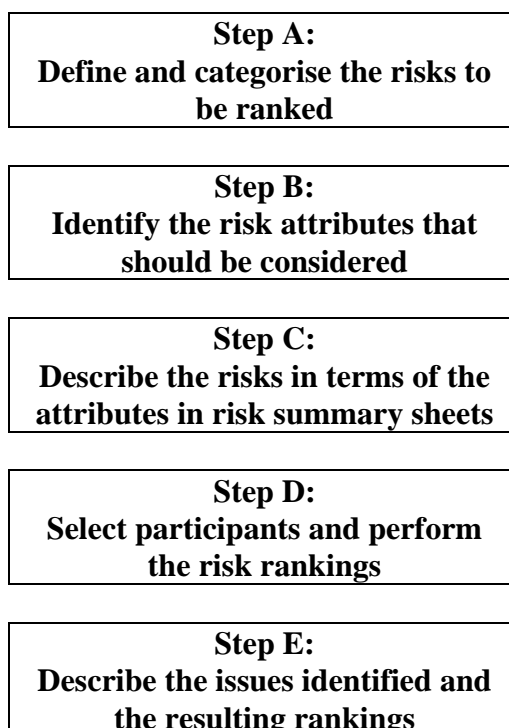 Step A:
Define and categorise the risks to
be ranked
Step B:
Identify the risk attributes that
should be considered
Step C:
Describe the risks in terms of the
attributes in risk summary sheets
Step D:
Select participants and perform
the risk rankings
Step E:
Describe the issues identified and
the resulting rankings